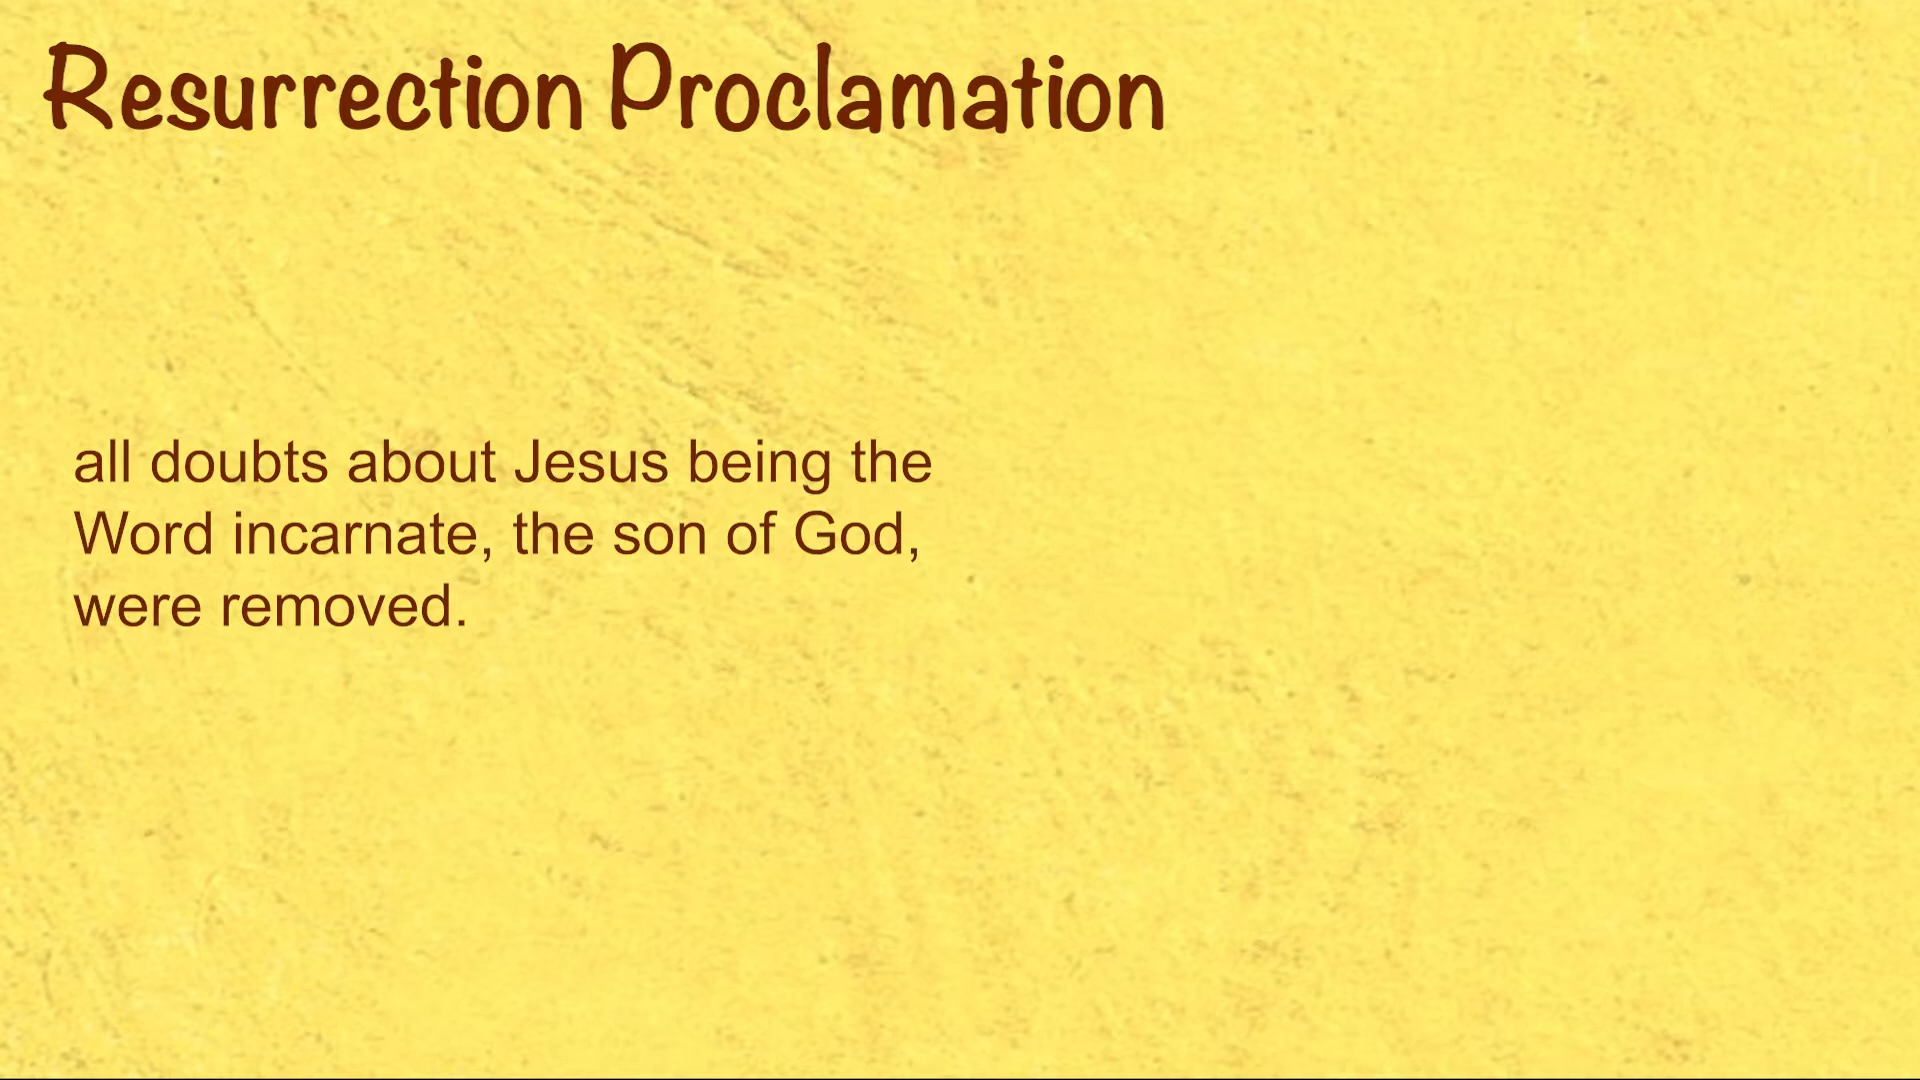 Resurrection Proclamation
all doubts about Jesus being the
Word incarnate, the son of God,
were removed.